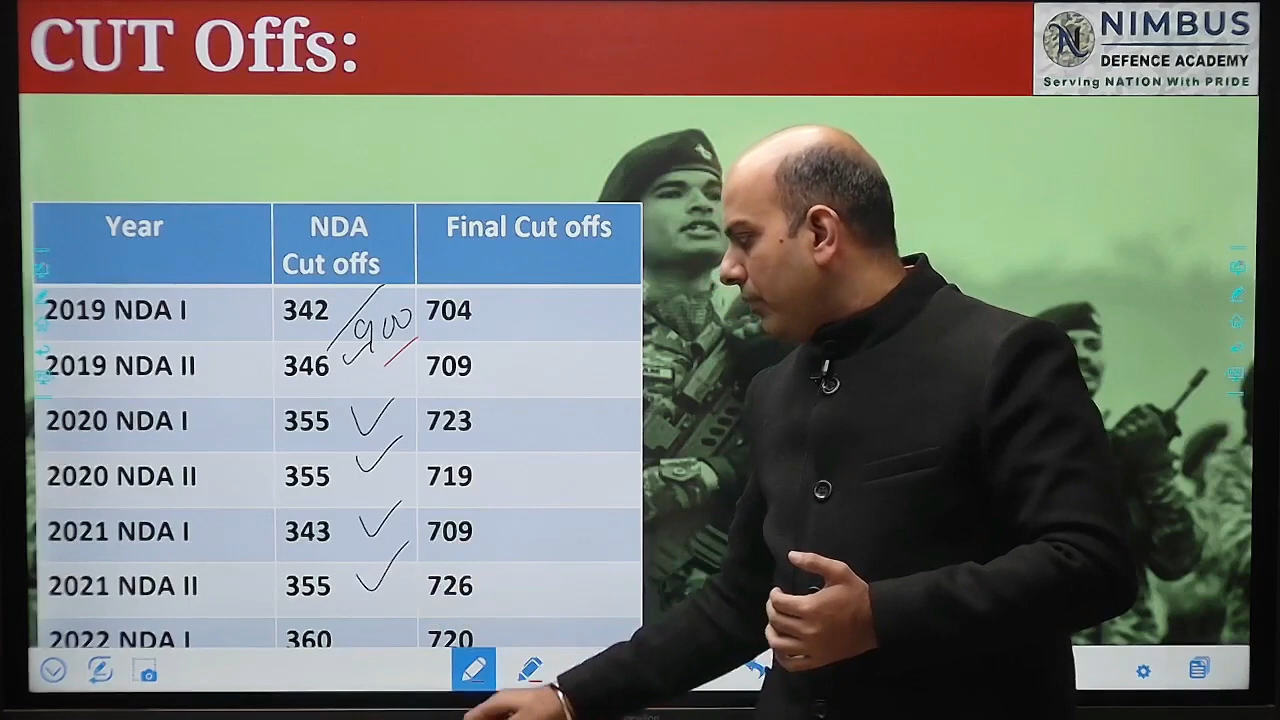 CUT Offs:
NIMBUS
DEFENCE ACADEMY
Serving NATION With PRIDE
Year NDA Cut offs Final Cut offs
2019 NDA I 342 704
900
2019 NDA II 346 709
2020 NDA I 355 723
2020 NDA II 355 719
2021 NDA I 343 709
2021 NDA II 355 726
2022 NDA I 360 720